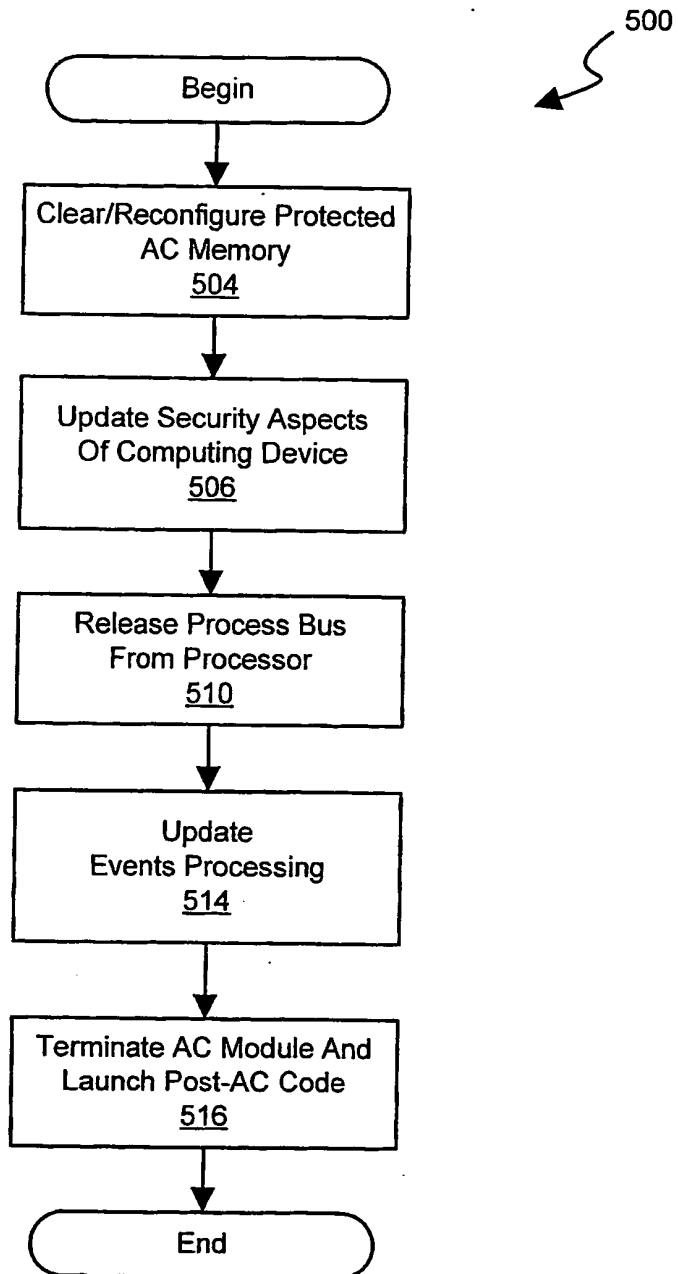 500
Begin
Clear/Reconfigure Protected
AC Memory
504
Update Security Aspects
Of Computing Device
506
Release Process Bus
From Processor
510
Update
Events Processing
514
Terminate AC Module And
Launch Post-AC Code
516
End